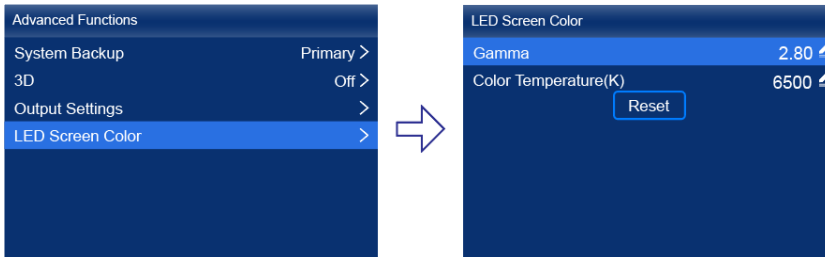 Advanced Functions
System Backup Primary >
3D Off >
Output Settings >
LED Screen Color >
LED Screen Color
Gamma 2.80
Color Temperature(K) 6500
Reset